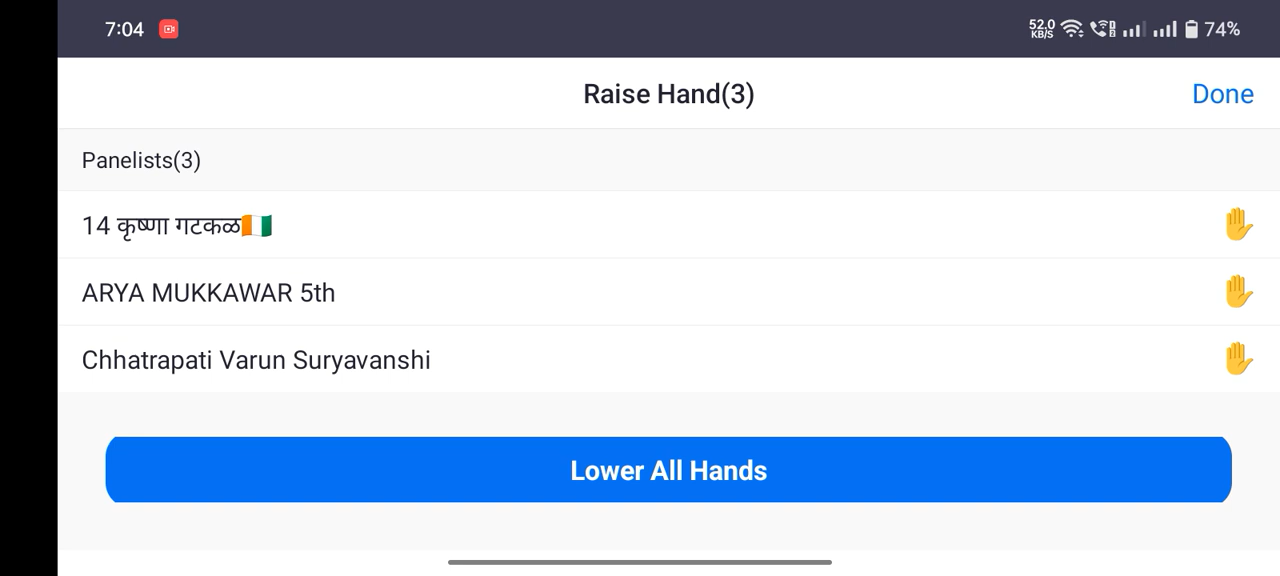 7:04 52.0 KB/S 74%
Raise Hand(3) Done
Panelists(3)
14 कृष्णा गटकळ🇨🇮 ✋
ARYA MUKKAWAR 5th ✋
Chhatrapati Varun Suryavanshi ✋
Lower All Hands